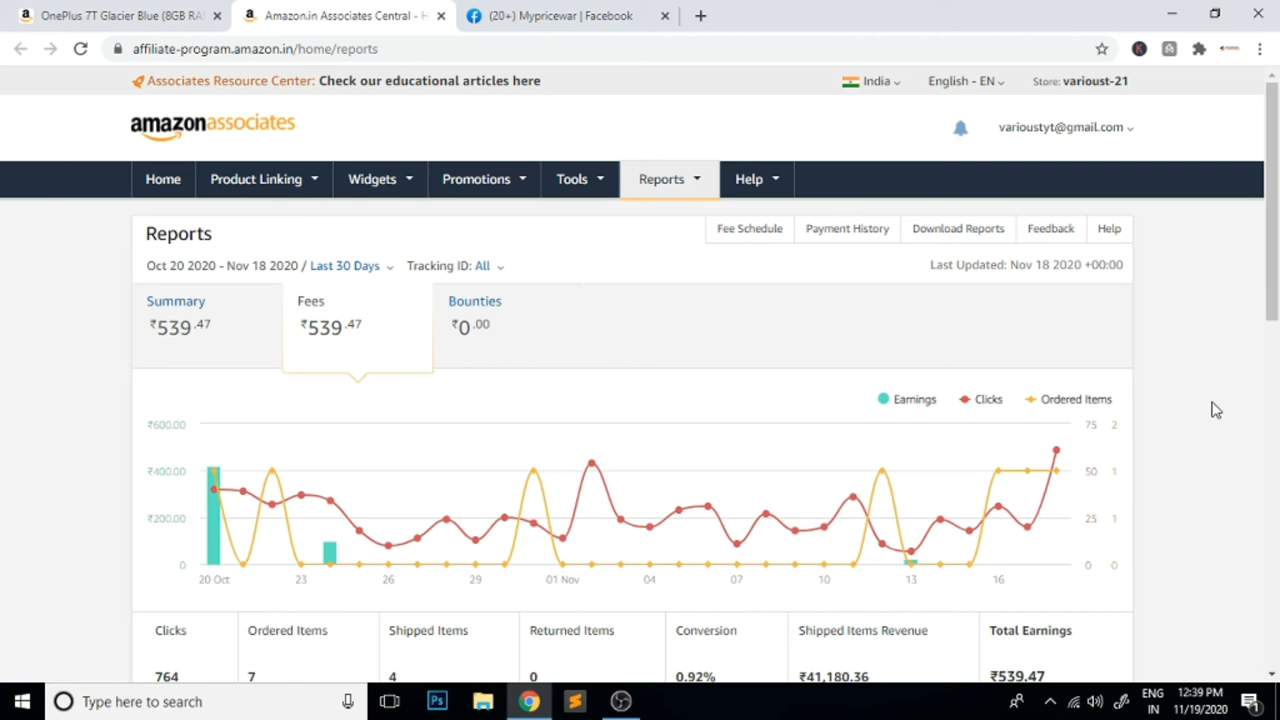 OnePlus 7T Glacier Blue (8GB RA
Amazon.in Associates Central - H
(20+) Mypricewar | Facebook
affiliate-program.amazon.in/home/reports
Associates Resource Center: Check our educational articles here
India
English - EN
Store: varioust-21
amazonassociates
varioustyt@gmail.com
Home
Product Linking
Widgets
Promotions
Tools
Reports
Help
Reports
Fee Schedule
Payment History
Download Reports
Feedback
Help
Oct 20 2020 - Nov 18 2020 / Last 30 Days
Tracking ID: All
Last Updated: Nov 18 2020 +00:00
Summary
₹539.47
Fees
₹539.47
Bounties
₹0.00
Earnings
Clicks
Ordered Items
₹600.00
75 2
₹400.00
50 1
₹200.00
25 1
0
0 0
20 Oct 23 26 29 01 Nov 04 07 10 13 16
Clicks
Ordered Items
Shipped Items
Returned Items
Conversion
Shipped Items Revenue
Total Earnings
764
7
4
0
0.92%
₹41,180.36
₹539.47
Type here to search
Ps
ENG
IN
12:39 PM
11/19/2020
1